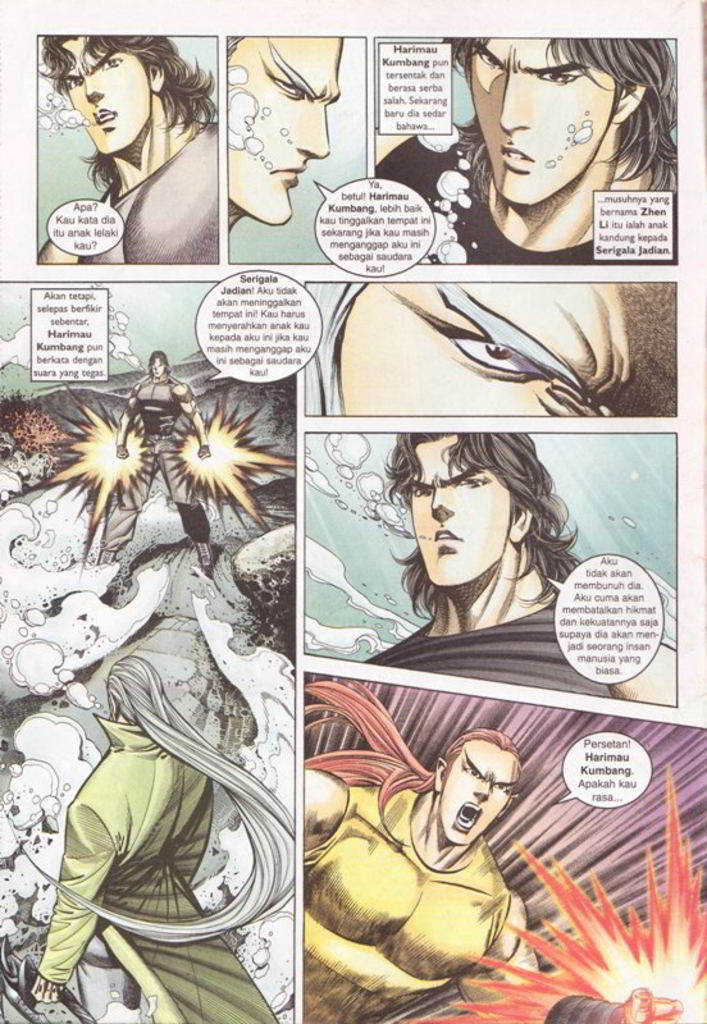 Apa?
Kau kata dia
itu anak lelaki
kau?
Ya,
betul! Harimau
Kumbang, lebih baik
kau tinggalkan tempat ini
sekarang jika kau masih
menganggap aku ini
saudara
kau!
Harimau
Kumbang pun
tersentak dan
berasa serba
salah. Sekarang
baru dia sedar
bahawa...
...musuhnya yang
bernama Zhen
Li itu ialah anak
kandung kepada
Serigala Jadian.
Akan tetapi,
selepas berfikir
sebentar,
Harimau
Kumbang pun
berkata dengan
suara yang tegas.
Serigala
Jadian! Aku tidak
akan meninggalkan
tempat ini! Kau harus
menyerahkan anak kau
kepada aku ini jika kau
masih menganggap aku
ini sebagai saudara
kau!
Aku
tidak akan
membunuh dia.
Aku cuma akan
membatalkan hikmat
dan kekuatannya saja
supaya dia akan men-
jadi seorang insan
manusia yang
biasa.
Persetan!
Harimau
Kumbang.
Apakah kau
rasa...